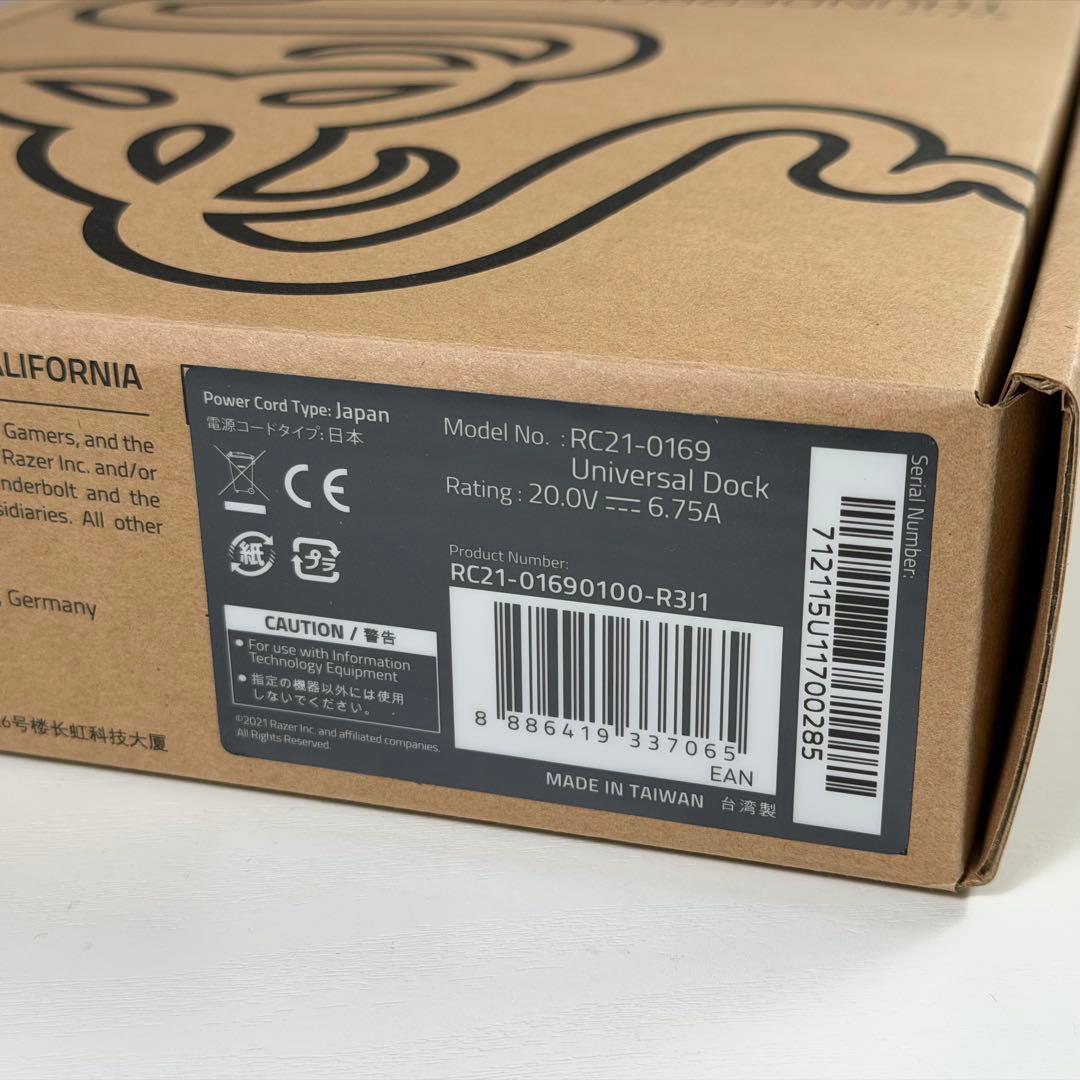 ALIFORNIA
Gamers, and the
Razer Inc. and/or
nderbolt and the
sidiaries. All other
, Germany
6号楼长虹科技大厦
Power Cord Type: Japan
電源コードタイプ: 日本
紙
プラ
CAUTION / 警告
• For use with Information
Technology Equipment
• 指定の機器以外には使用
しないでください。
©2021 Razer Inc. and affiliated companies.
All Rights Reserved.
Model No. : RC21-0169
Universal Dock
Rating : 20.0V ⎓ 6.75A
Product Number:
RC21-01690100-R3J1
8 886419 337065
EAN
MADE IN TAIWAN 台湾製
Serial Number:
712115U11700285